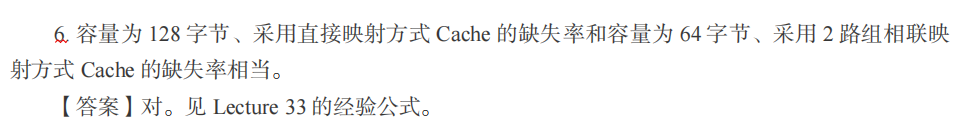 6. 容量为 128 字节、采用直接映射方式 Cache 的缺失率和容量为 64 字节、采用 2 路组相联映
射方式 Cache 的缺失率相当。
【答案】对。见 Lecture 33 的经验公式。